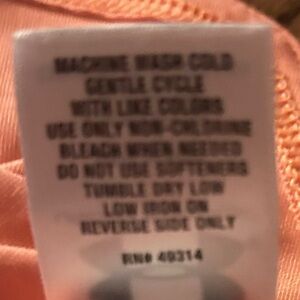 MACHINE WASH COLD
GENTLE CYCLE
WITH LIKE COLORS
USE ONLY NON-CHLORINE
BLEACH WHEN NEEDED
DO NOT USE SOFTENERS
TUMBLE DRY LOW
LOW IRON ON
REVERSE SIDE ONLY
RN# 49314